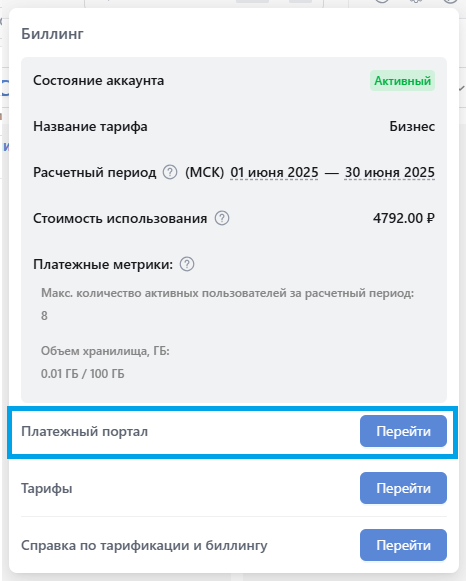 Биллинг
Состояние аккаунта Активный
Название тарифа Бизнес
Расчетный период (МСК) 01 июня 2025 — 30 июня 2025
Стоимость использования 4792.00 ₽
Платежные метрики:
Макс. количество активных пользователей за расчетный период:
8
Объем хранилища, ГБ:
0.01 ГБ / 100 ГБ
Платежный портал Перейти
Тарифы Перейти
Справка по тарификации и биллингу Перейти